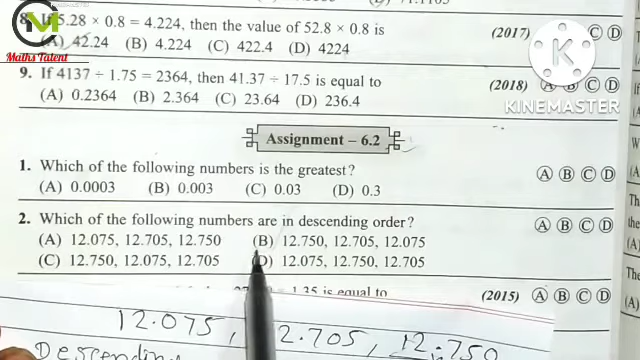 8. If 5.28 × 0.8 = 4.224, then the value of 52.8 × 0.8 is (2017) C D
(A) 42.24 (B) 4.224 (C) 422.4 (D) 4224
Maths Talent
9. If 4137 ÷ 1.75 = 2364, then 41.37 ÷ 17.5 is equal to (2018) A B C D
(A) 0.2364 (B) 2.364 (C) 23.64 (D) 236.4
K
KINEMASTER
Assignment – 6.2
1. Which of the following numbers is the greatest? A B C D
(A) 0.0003 (B) 0.003 (C) 0.03 (D) 0.3
2. Which of the following numbers are in descending order? A B C D
(A) 12.075, 12.705, 12.750 (B) 12.750, 12.705, 12.075
(C) 12.750, 12.075, 12.705 (D) 12.075, 12.750, 12.705
1.35 is equal to (2015) A B C D
12.075, 12.705, 12.750
Descending